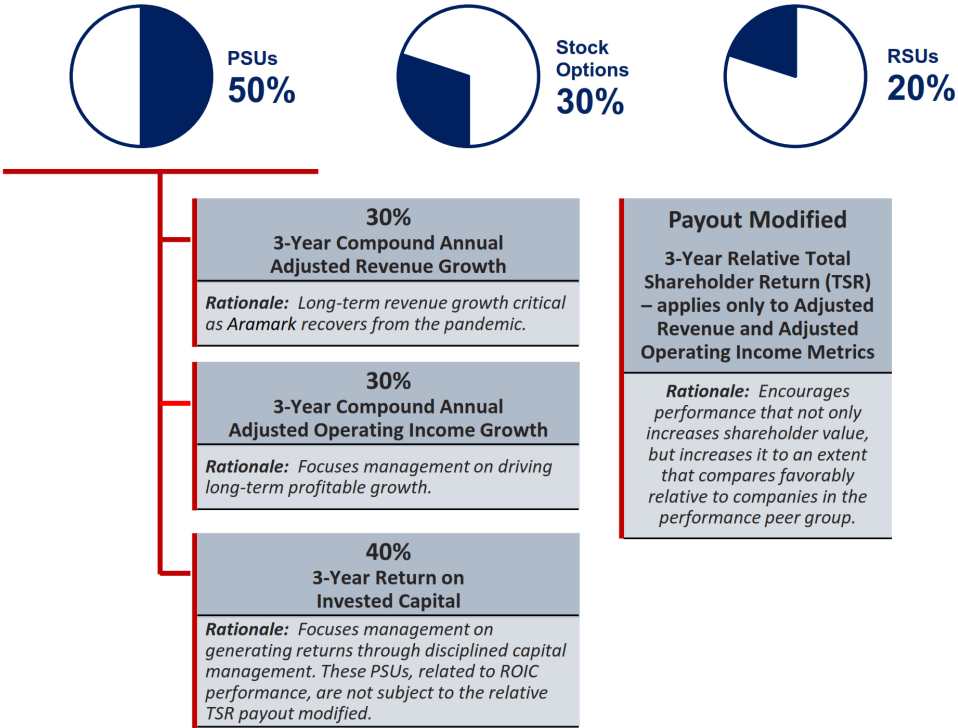 PSUs
50%
Stock
Options
30%
RSUs
20%
30%
3-Year Compound Annual
Adjusted Revenue Growth
Rationale: Long-term revenue growth critical
as Aramark recovers from the pandemic.
30%
3-Year Compound Annual
Adjusted Operating Income Growth
Rationale: Focuses management on driving
long-term profitable growth.
40%
3-Year Return on
Invested Capital
Rationale: Focuses management on
generating returns through disciplined capital
management. These PSUs, related to ROIC
performance, are not subject to the relative
TSR payout modified.
Payout Modified
3-Year Relative Total
Shareholder Return (TSR)
– applies only to Adjusted
Revenue and Adjusted
Operating Income Metrics
Rationale: Encourages
performance that not only
increases shareholder value,
but increases it to an extent
that compares favorably
relative to companies in the
performance peer group.